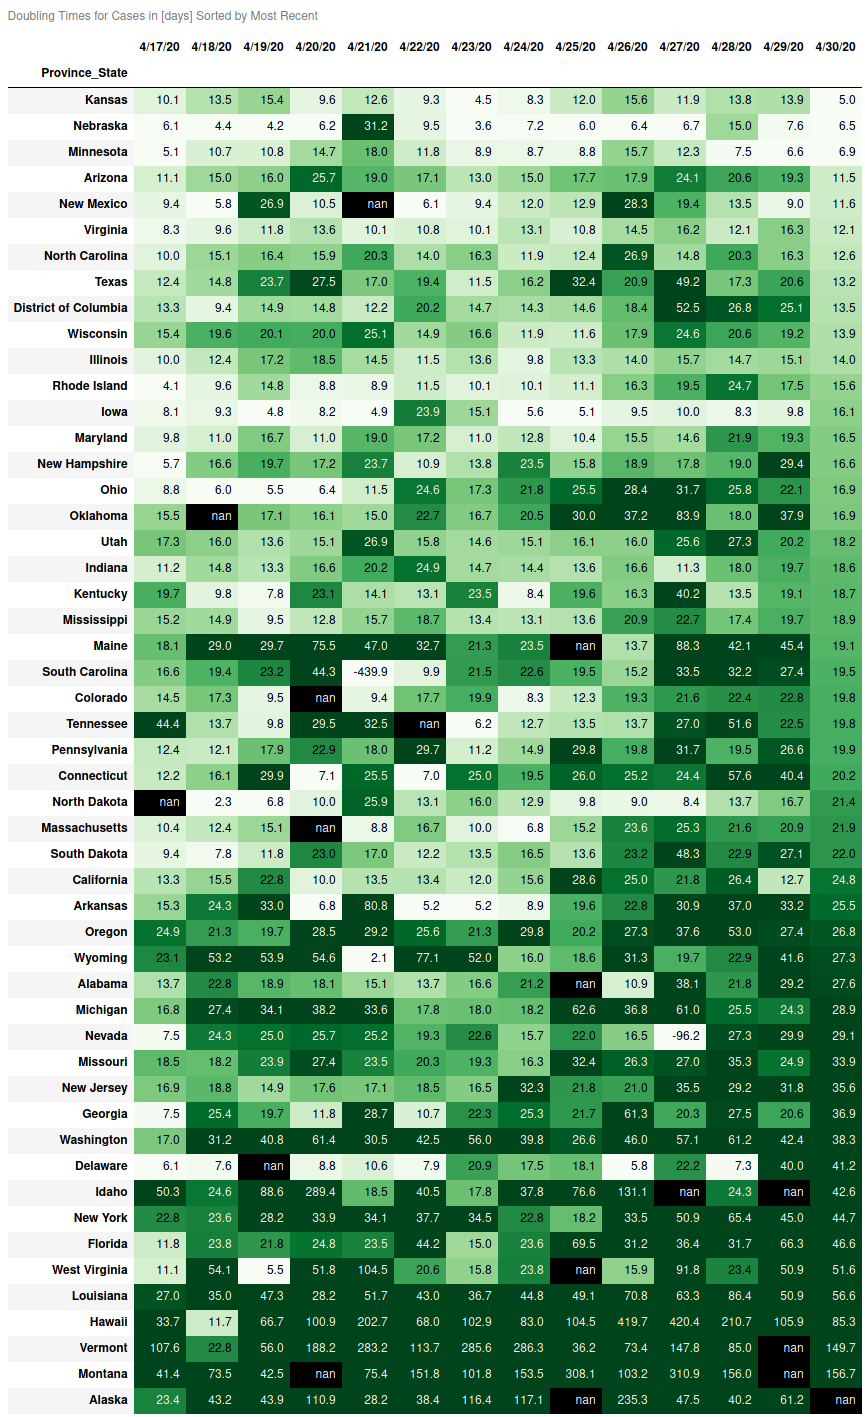 Doubling Times for Cases in [days] Sorted by Most Recent
4/17/20 4/18/20 4/19/20 4/20/20 4/21/20 4/22/20 4/23/20 4/24/20 4/25/20 4/26/20 4/27/20 4/28/20 4/29/20 4/30/20
Province_State
Kansas 10.1 13.5 15.4 9.6 12.6 9.3 4.5 8.3 12.0 15.6 11.9 13.8 13.9 5.0
Nebraska 6.1 4.4 4.2 6.2 31.2 9.5 3.6 7.2 6.0 6.4 6.7 15.0 7.6 6.5
Minnesota 5.1 10.7 10.8 14.7 18.0 11.8 8.9 8.7 8.8 15.7 12.3 7.5 6.6 6.9
Arizona 11.1 15.0 16.0 25.7 19.0 17.1 13.0 15.0 17.7 17.9 24.1 20.6 19.3 11.5
New Mexico 9.4 5.8 26.9 10.5 nan 6.1 9.4 12.0 12.9 28.3 19.4 13.5 9.0 11.6
Virginia 8.3 9.6 11.8 13.6 10.1 10.8 10.1 13.1 10.8 14.5 16.2 12.1 16.3 12.1
North Carolina 10.0 15.1 16.4 15.9 20.3 14.0 16.3 11.9 12.4 26.9 14.8 20.3 16.3 12.6
Texas 12.4 14.8 23.7 27.5 17.0 19.4 11.5 16.2 32.4 20.9 49.2 17.3 20.6 13.2
District of Columbia 13.3 9.4 14.9 14.8 12.2 20.2 14.7 14.3 14.6 18.4 52.5 26.8 25.1 13.5
Wisconsin 15.4 19.6 20.1 20.0 25.1 14.9 16.6 11.9 11.6 17.9 24.6 20.6 19.2 13.9
Illinois 10.0 12.4 17.2 18.5 14.5 11.5 13.6 9.8 13.3 14.0 15.7 14.7 15.1 14.0
Rhode Island 4.1 9.6 14.8 8.8 8.9 11.5 10.1 10.1 11.1 16.3 19.5 24.7 17.5 15.6
Iowa 8.1 9.3 4.8 8.2 4.9 23.9 15.1 5.6 5.1 9.5 10.0 8.3 9.8 16.1
Maryland 9.8 11.0 16.7 11.0 19.0 17.2 11.0 12.8 10.4 15.5 14.6 21.9 19.3 16.5
New Hampshire 5.7 16.6 19.7 17.2 23.7 10.9 13.8 23.5 15.8 18.9 17.8 19.0 29.4 16.6
Ohio 8.8 6.0 5.5 6.4 11.5 24.6 17.3 21.8 25.5 28.4 31.7 25.8 22.1 16.9
Oklahoma 15.5 nan 17.1 16.1 15.0 22.7 16.7 20.5 30.0 37.2 83.9 18.0 37.9 16.9
Utah 17.3 16.0 13.6 15.1 26.9 15.8 14.6 15.1 16.1 16.0 25.6 27.3 20.2 18.2
Indiana 11.2 14.8 13.3 16.6 20.2 24.9 14.7 14.4 13.6 16.6 11.3 18.0 19.7 18.6
Kentucky 19.7 9.8 7.8 23.1 14.1 13.1 23.5 8.4 19.6 16.3 40.2 13.5 19.1 18.7
Mississippi 15.2 14.9 9.5 12.8 15.7 18.7 13.4 13.1 13.6 20.9 22.7 17.4 19.7 18.9
Maine 18.1 29.0 29.7 75.5 47.0 32.7 21.3 23.5 nan 13.7 88.3 42.1 45.4 19.1
South Carolina 16.6 19.4 23.2 44.3 -439.9 9.9 21.5 22.6 19.5 15.2 33.5 32.2 27.4 19.5
Colorado 14.5 17.3 9.5 nan 9.4 17.7 19.9 8.3 12.3 19.3 21.6 22.4 22.8 19.8
Tennessee 44.4 13.7 9.8 29.5 32.5 nan 6.2 12.7 13.5 13.7 27.0 51.6 22.5 19.8
Pennsylvania 12.4 12.1 17.9 22.9 18.0 29.7 11.2 14.9 29.8 19.8 31.7 19.5 26.6 19.9
Connecticut 12.2 16.1 29.9 7.1 25.5 7.0 25.0 19.5 26.0 25.2 24.4 57.6 40.4 20.2
North Dakota nan 2.3 6.8 10.0 25.9 13.1 16.0 12.9 9.8 9.0 8.4 13.7 16.7 21.4
Massachusetts 10.4 12.4 15.1 nan 8.8 16.7 10.0 6.8 15.2 23.6 25.3 21.6 20.9 21.9
South Dakota 9.4 7.8 11.8 23.0 17.0 12.2 13.5 16.5 13.6 23.2 48.3 22.9 27.1 22.0
California 13.3 15.5 22.8 10.0 13.5 13.4 12.0 15.6 28.6 25.0 21.8 26.4 12.7 24.8
Arkansas 15.3 24.3 33.0 6.8 80.8 5.2 5.2 8.9 19.6 22.8 30.9 37.0 33.2 25.5
Oregon 24.9 21.3 19.7 28.5 29.2 25.6 21.3 29.8 20.2 27.3 37.6 53.0 27.4 26.8
Wyoming 23.1 53.2 53.9 54.6 2.1 77.1 52.0 16.0 18.6 31.3 19.7 22.9 41.6 27.3
Alabama 13.7 22.8 18.9 18.1 15.1 13.7 16.6 21.2 nan 10.9 38.1 21.8 29.2 27.6
Michigan 16.8 27.4 34.1 38.2 33.6 17.8 18.0 18.2 62.6 36.8 61.0 25.5 24.3 28.9
Nevada 7.5 24.3 25.0 25.7 25.2 19.3 22.6 15.7 22.0 16.5 -96.2 27.3 29.9 29.1
Missouri 18.5 18.2 23.9 27.4 23.5 20.3 19.3 16.3 32.4 26.3 27.0 35.3 24.9 33.9
New Jersey 16.9 18.8 14.9 17.6 17.1 18.5 16.5 32.3 21.8 21.0 35.5 29.2 31.8 35.6
Georgia 7.5 25.4 19.7 11.8 28.7 10.7 22.3 25.3 21.7 61.3 20.3 27.5 20.6 36.9
Washington 17.0 31.2 40.8 61.4 30.5 42.5 56.0 39.8 26.6 46.0 57.1 61.2 42.4 38.3
Delaware 6.1 7.6 nan 8.8 10.6 7.9 20.9 17.5 18.1 5.8 22.2 7.3 40.0 41.2
Idaho 50.3 24.6 88.6 289.4 18.5 40.5 17.8 37.8 76.6 131.1 nan 24.3 nan 42.6
New York 22.8 23.6 28.2 33.9 34.1 37.7 34.5 22.8 18.2 33.5 50.9 65.4 45.0 44.7
Florida 11.8 23.8 21.8 24.8 23.5 44.2 15.0 23.6 69.5 31.2 36.4 31.7 66.3 46.6
West Virginia 11.1 54.1 5.5 51.8 104.5 20.6 15.8 23.8 nan 15.9 91.8 23.4 50.9 51.6
Louisiana 27.0 35.0 47.3 28.2 51.7 43.0 36.7 44.8 49.1 70.8 63.3 86.4 50.9 56.6
Hawaii 33.7 11.7 66.7 100.9 202.7 68.0 102.9 83.0 104.5 419.7 420.4 210.7 105.9 85.3
Vermont 107.6 22.8 56.0 188.2 283.2 113.7 285.6 286.3 36.2 73.4 147.8 85.0 nan 149.7
Montana 41.4 73.5 42.5 nan 75.4 151.8 101.8 153.5 308.1 103.2 310.9 156.0 nan 156.7
Alaska 23.4 43.2 43.9 110.9 28.2 38.4 116.4 117.1 nan 235.3 47.5 40.2 61.2 nan